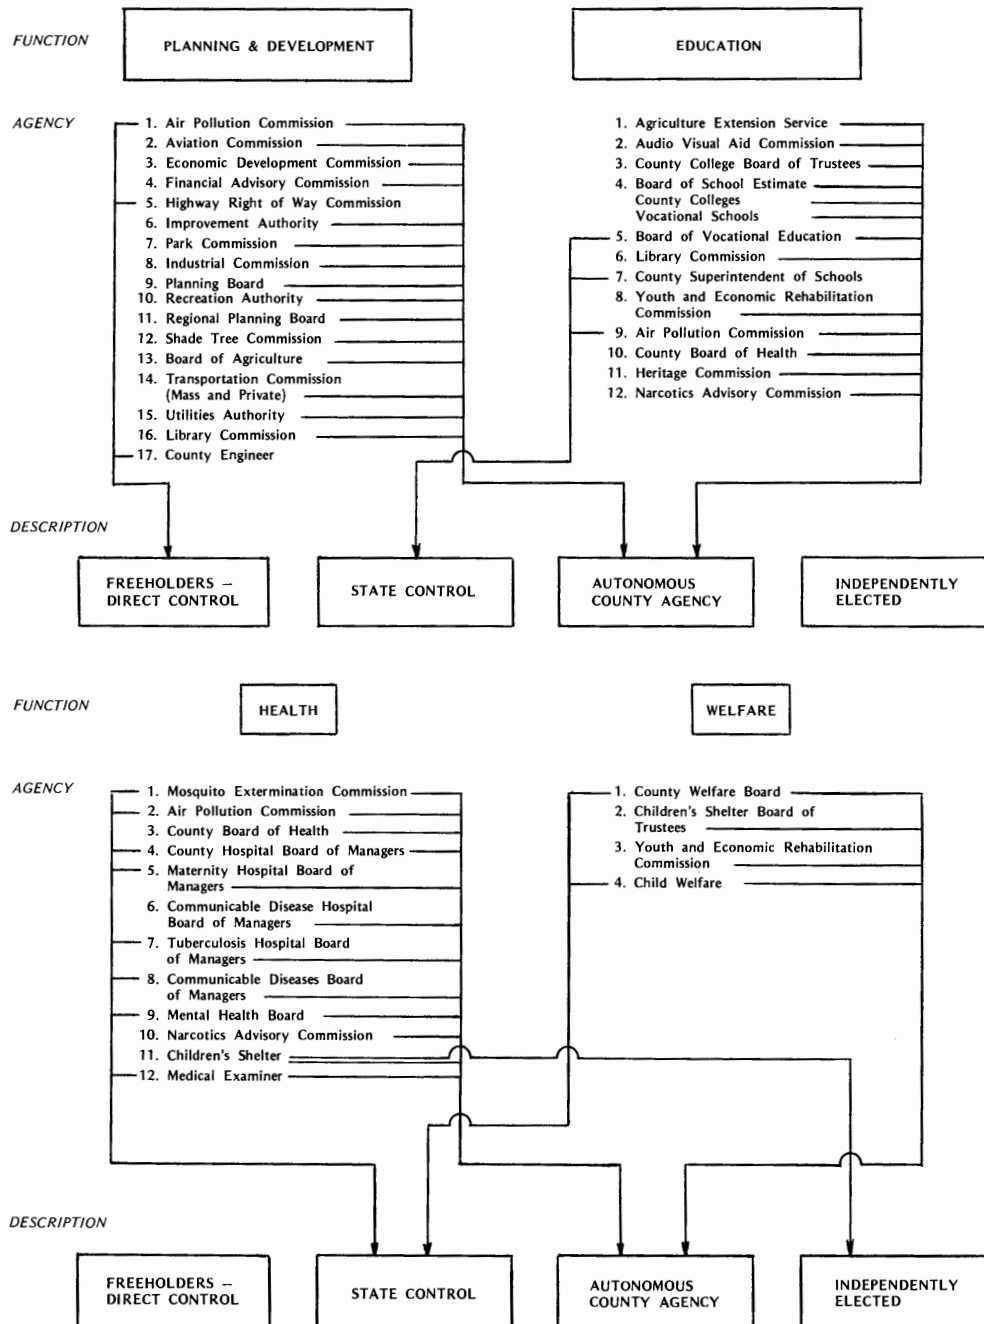 FUNCTION
PLANNING & DEVELOPMENT
EDUCATION
AGENCY
1. Air Pollution Commission
2. Aviation Commission
3. Economic Development Commission
4. Financial Advisory Commission
5. Highway Right of Way Commission
6. Improvement Authority
7. Park Commission
8. Industrial Commission
9. Planning Board
10. Recreation Authority
11. Regional Planning Board
12. Shade Tree Commission
13. Board of Agriculture
14. Transportation Commission
(Mass and Private)
15. Utilities Authority
16. Library Commission
17. County Engineer
1. Agriculture Extension Service
2. Audio Visual Aid Commission
3. County College Board of Trustees
4. Board of School Estimate
County Colleges
Vocational Schools
5. Board of Vocational Education
6. Library Commission
7. County Superintendent of Schools
8. Youth and Economic Rehabilitation
Commission
9. Air Pollution Commission
10. County Board of Health
11. Heritage Commission
12. Narcotics Advisory Commission
DESCRIPTION
FREEHOLDERS –
DIRECT CONTROL
STATE CONTROL
AUTONOMOUS
COUNTY AGENCY
INDEPENDENTLY
ELECTED
FUNCTION
HEALTH
WELFARE
AGENCY
1. Mosquito Extermination Commission
2. Air Pollution Commission
3. County Board of Health
4. County Hospital Board of Managers
5. Maternity Hospital Board of
Managers
6. Communicable Disease Hospital
Board of Managers
7. Tuberculosis Hospital Board
of Managers
8. Communicable Diseases Board
of Managers
9. Mental Health Board
10. Narcotics Advisory Commission
11. Children's Shelter
12. Medical Examiner
1. County Welfare Board
2. Children's Shelter Board of
Trustees
3. Youth and Economic Rehabilitation
Commission
4. Child Welfare
DESCRIPTION
FREEHOLDERS –
DIRECT CONTROL
STATE CONTROL
AUTONOMOUS
COUNTY AGENCY
INDEPENDENTLY
ELECTED